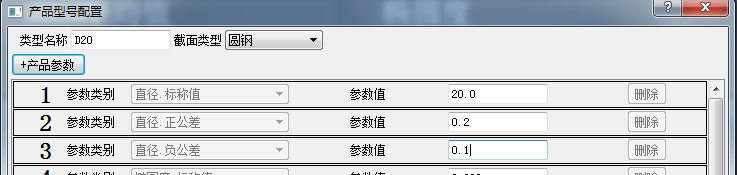 产品型号配置
类型名称 D20 截面类型 圆钢
+产品参数
1 参数类别 直径.标称值 参数值 20.0 删除
2 参数类别 直径.正公差 参数值 0.2 删除
3 参数类别 直径.负公差 参数值 0.1 删除